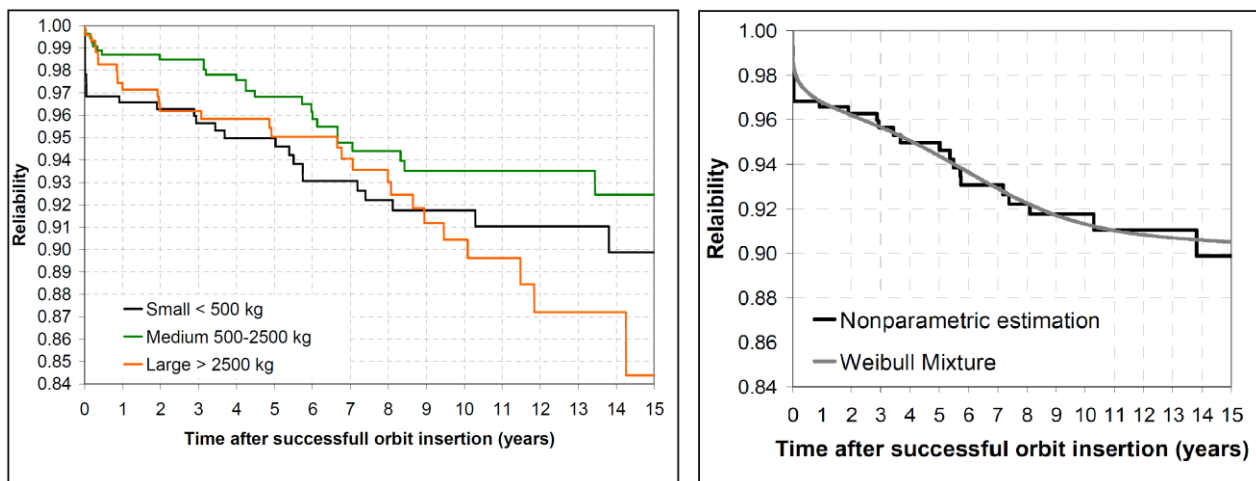 1.00
0.99
0.98
0.97
0.96
0.95
0.94
0.93
0.92
0.91
0.90
0.89
0.88
0.87
0.86
0.85
0.84
Reliability
Small < 500 kg
Medium 500-2500 kg
Large > 2500 kg
0 1 2 3 4 5 6 7 8 9 10 11 12 13 14 15
Time after successfull orbit insertion (years)
1.00
0.98
0.96
0.94
0.92
0.90
0.88
0.86
0.84
Relaibility
Nonparametric estimation
Weibull Mixture
0 1 2 3 4 5 6 7 8 9 10 11 12 13 14 15
Time after successful orbit insertion (years)